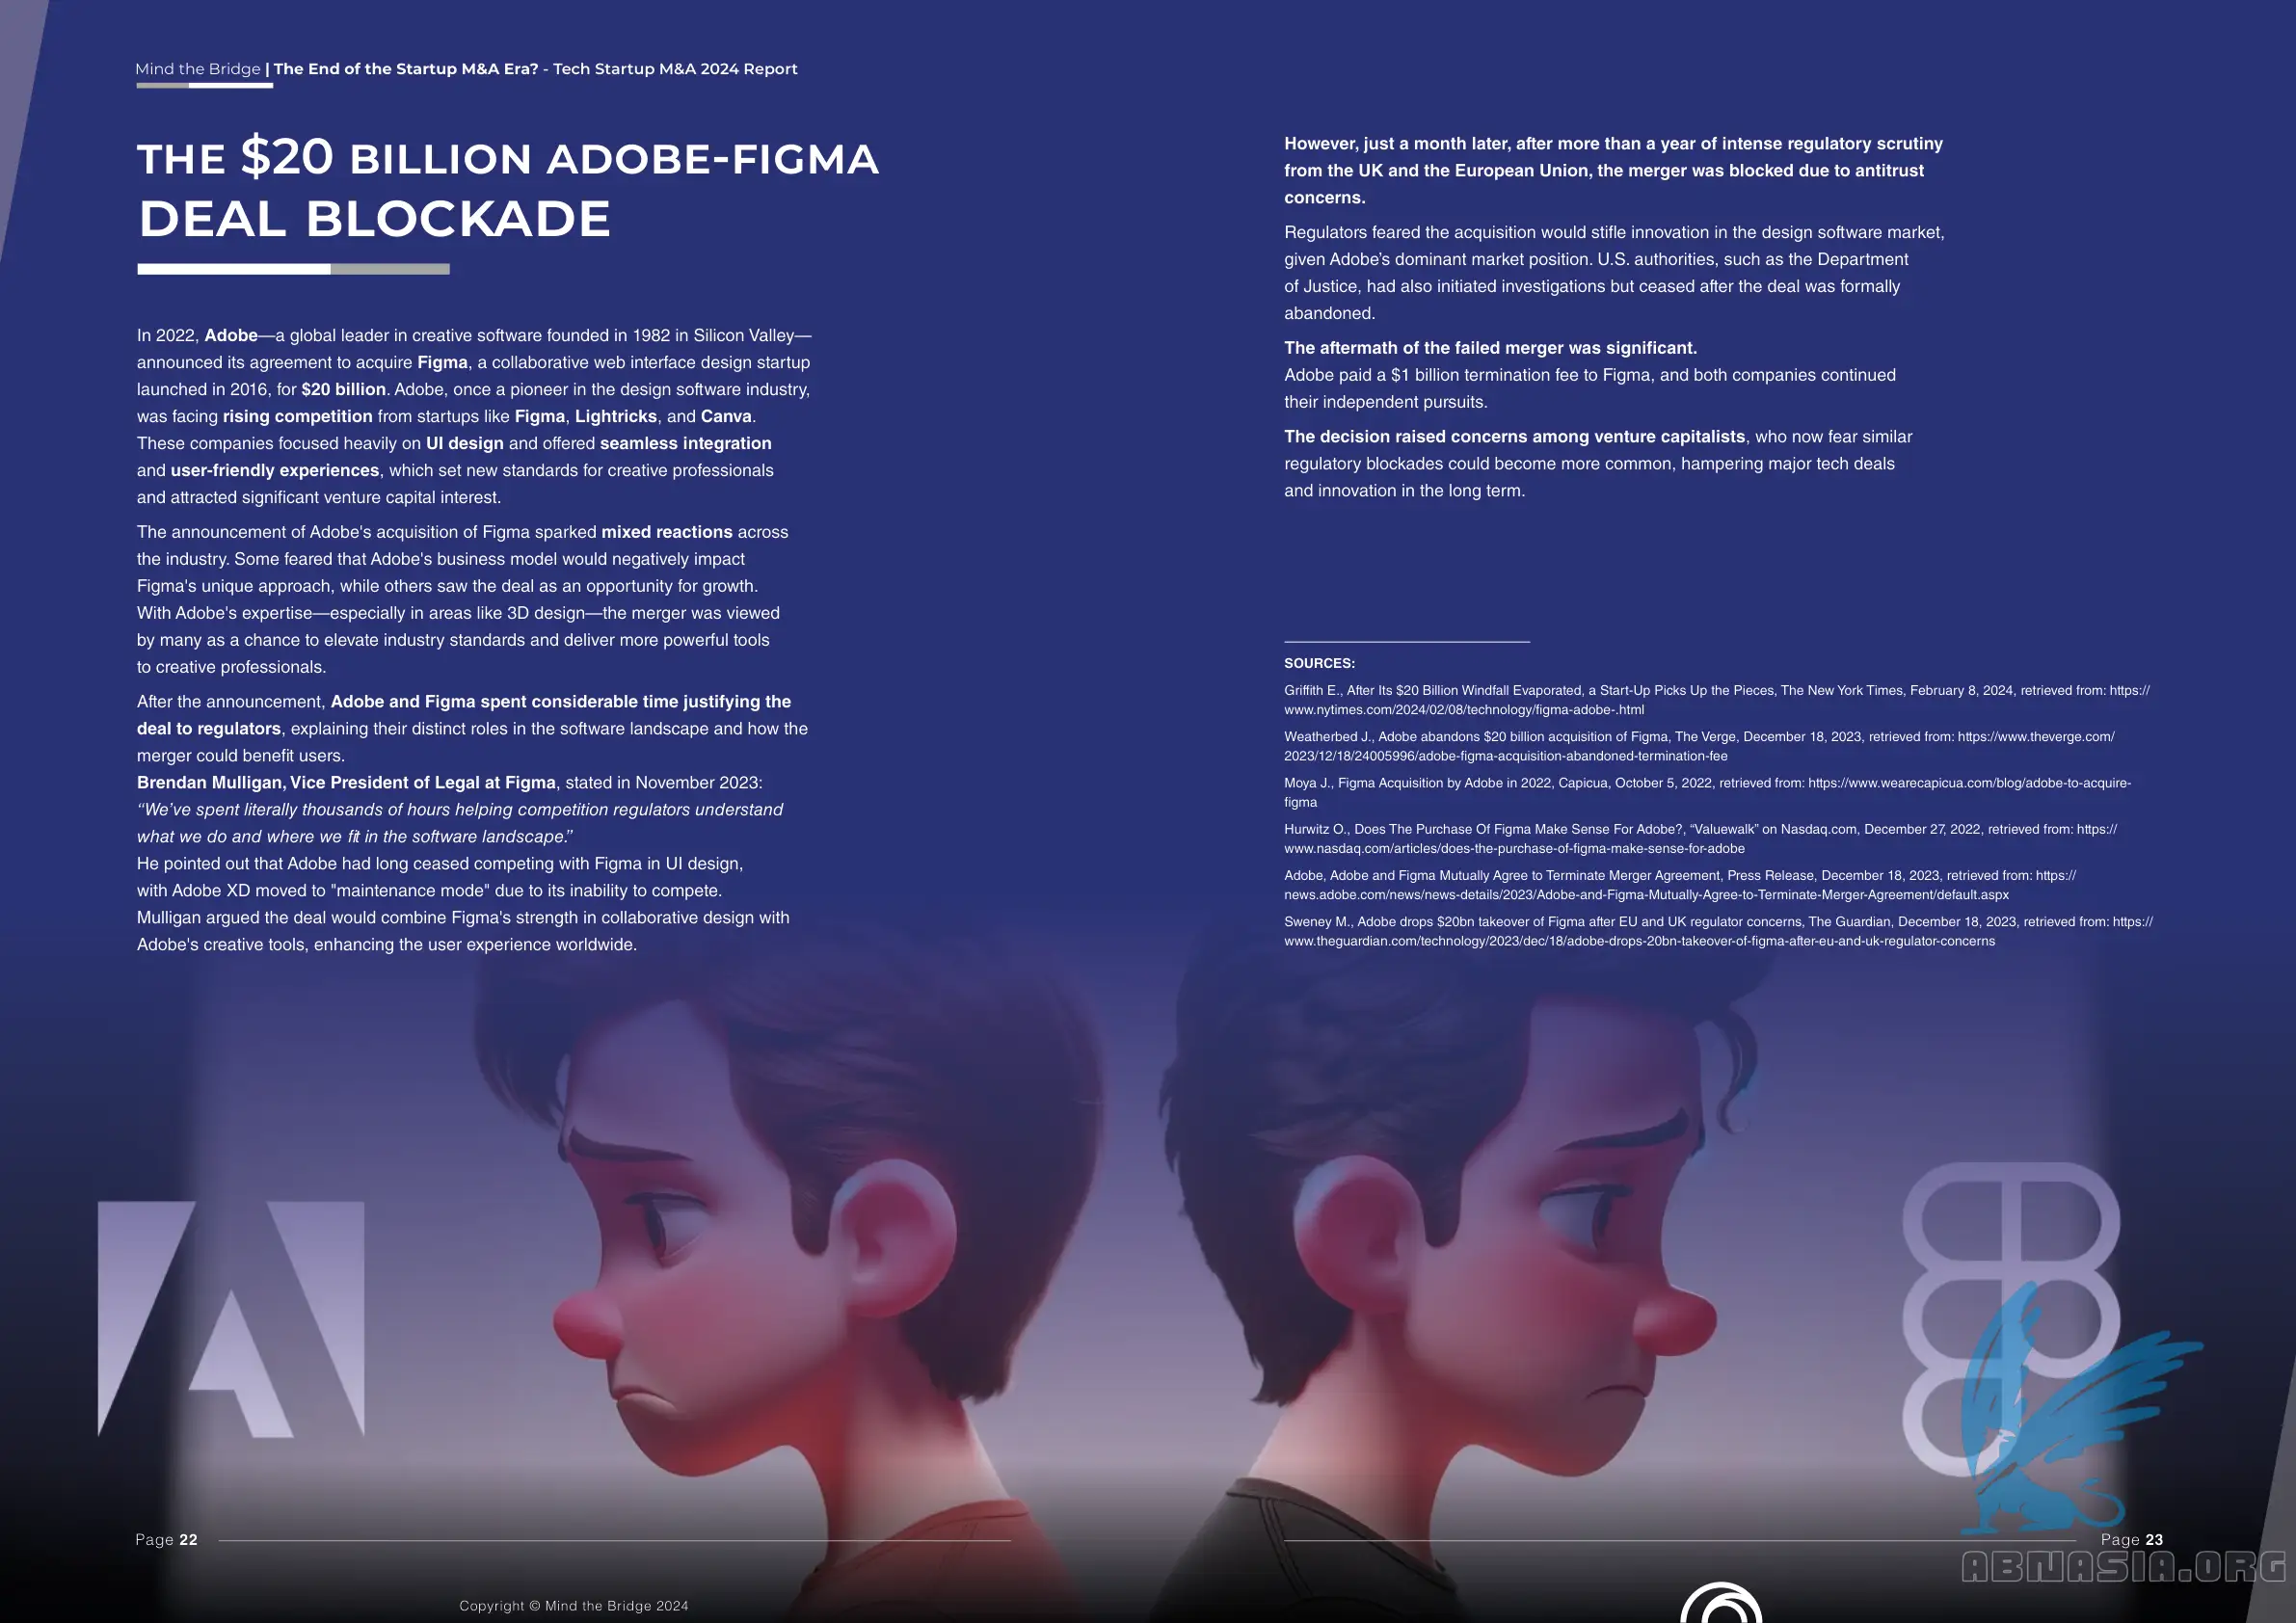 Mind the Bridge | The End of the Startup M&A Era? - Tech Startup M&A 2024 Report
THE $20 BILLION ADOBE-FIGMA
DEAL BLOCKADE
In 2022, Adobe—a global leader in creative software founded in 1982 in Silicon Valley—
announced its agreement to acquire Figma, a collaborative web interface design startup
launched in 2016, for $20 billion. Adobe, once a pioneer in the design software industry,
was facing rising competition from startups like Figma, Lightricks, and Canva.
These companies focused heavily on UI design and offered seamless integration
and user-friendly experiences, which set new standards for creative professionals
and attracted significant venture capital interest.
The announcement of Adobe's acquisition of Figma sparked mixed reactions across
the industry. Some feared that Adobe's business model would negatively impact
Figma's unique approach, while others saw the deal as an opportunity for growth.
With Adobe's expertise—especially in areas like 3D design—the merger was viewed
by many as a chance to elevate industry standards and deliver more powerful tools
to creative professionals.
After the announcement, Adobe and Figma spent considerable time justifying the
deal to regulators, explaining their distinct roles in the software landscape and how the
merger could benefit users.
Brendan Mulligan, Vice President of Legal at Figma, stated in November 2023:
“We’ve spent literally thousands of hours helping competition regulators understand
what we do and where we fit in the software landscape.”
He pointed out that Adobe had long ceased competing with Figma in UI design,
with Adobe XD moved to "maintenance mode" due to its inability to compete.
Mulligan argued the deal would combine Figma's strength in collaborative design with
Adobe's creative tools, enhancing the user experience worldwide.
However, just a month later, after more than a year of intense regulatory scrutiny
from the UK and the European Union, the merger was blocked due to antitrust
concerns.
Regulators feared the acquisition would stifle innovation in the design software market,
given Adobe’s dominant market position. U.S. authorities, such as the Department
of Justice, had also initiated investigations but ceased after the deal was formally
abandoned.
The aftermath of the failed merger was significant.
Adobe paid a $1 billion termination fee to Figma, and both companies continued
their independent pursuits.
The decision raised concerns among venture capitalists, who now fear similar
regulatory blockades could become more common, hampering major tech deals
and innovation in the long term.
SOURCES:
Griffith E., After Its $20 Billion Windfall Evaporated, a Start-Up Picks Up the Pieces, The New York Times, February 8, 2024, retrieved from: https://
www.nytimes.com/2024/02/08/technology/figma-adobe-.html
Weatherbed J., Adobe abandons $20 billion acquisition of Figma, The Verge, December 18, 2023, retrieved from: https://www.theverge.com/
2023/12/18/24005996/adobe-figma-acquisition-abandoned-termination-fee
Moya J., Figma Acquisition by Adobe in 2022, Capicua, October 5, 2022, retrieved from: https://www.wearecapicua.com/blog/adobe-to-acquire-
figma
Hurwitz O., Does The Purchase Of Figma Make Sense For Adobe?, “Valuewalk” on Nasdaq.com, December 27, 2022, retrieved from: https://
www.nasdaq.com/articles/does-the-purchase-of-figma-make-sense-for-adobe
Adobe, Adobe and Figma Mutually Agree to Terminate Merger Agreement, Press Release, December 18, 2023, retrieved from: https://
news.adobe.com/news/news-details/2023/Adobe-and-Figma-Mutually-Agree-to-Terminate-Merger-Agreement/default.aspx
Sweney M., Adobe drops $20bn takeover of Figma after EU and UK regulator concerns, The Guardian, December 18, 2023, retrieved from: https://
www.theguardian.com/technology/2023/dec/18/adobe-drops-20bn-takeover-of-figma-after-eu-and-uk-regulator-concerns
Page 22
Page 23
ABNASIA.ORG
Copyright © Mind the Bridge 2024